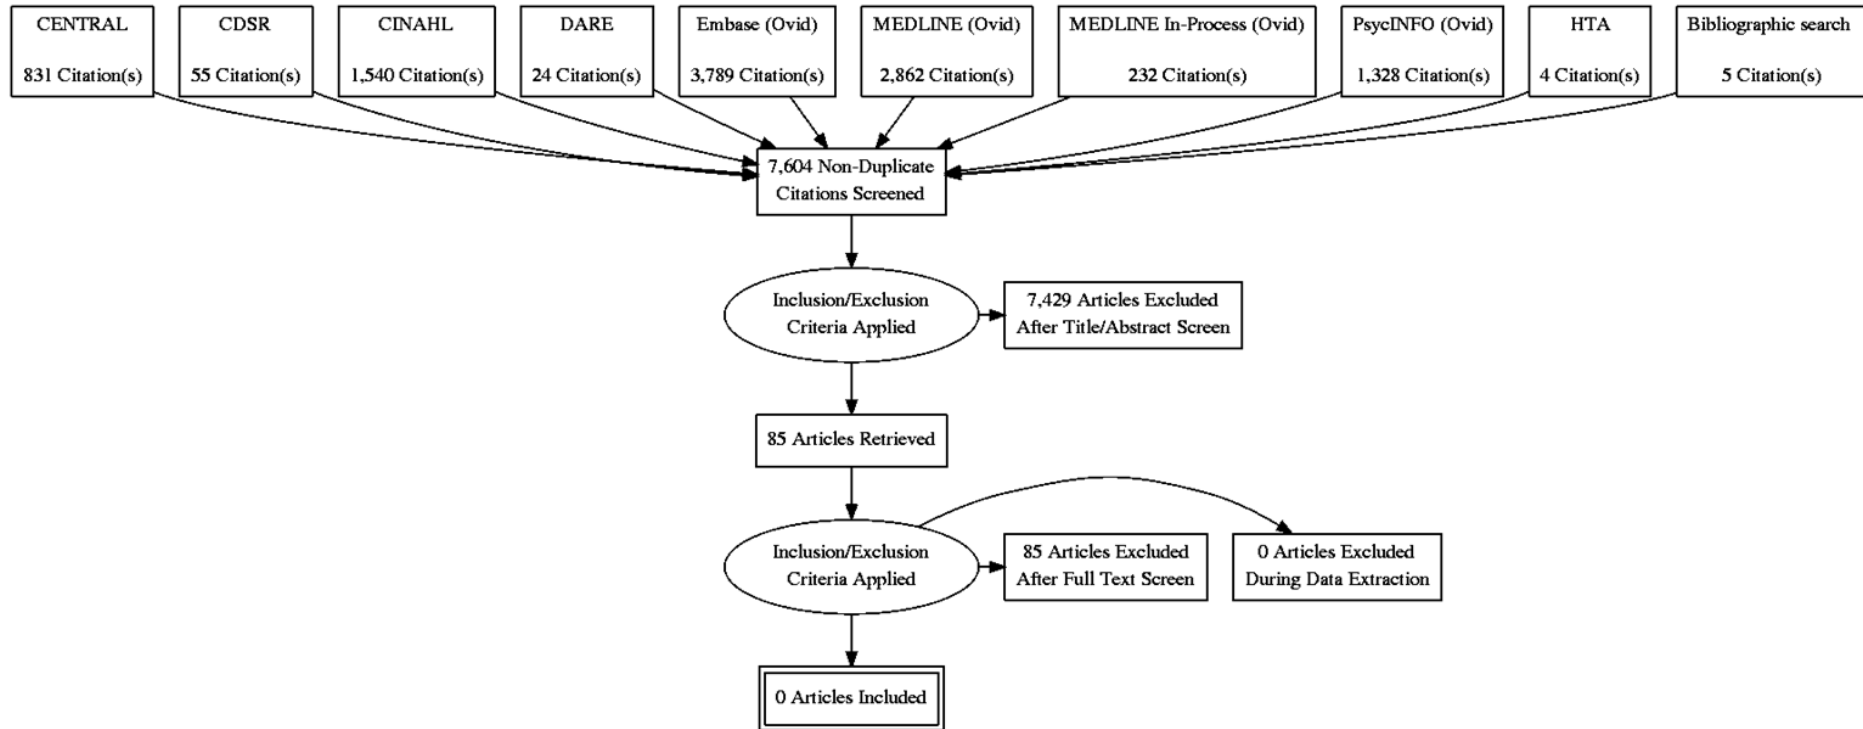 CENTRAL
831 Citation(s)
CDSR
55 Citation(s)
CINAHL
1,540 Citation(s)
DARE
24 Citation(s)
Embase (Ovid)
3,789 Citation(s)
MEDLINE (Ovid)
2,862 Citation(s)
MEDLINE In-Process (Ovid)
232 Citation(s)
PsycINFO (Ovid)
1,328 Citation(s)
HTA
4 Citation(s)
Bibliographic search
5 Citation(s)
7,604 Non-Duplicate
Citations Screened
Inclusion/Exclusion
Criteria Applied
7,429 Articles Excluded
After Title/Abstract Screen
85 Articles Retrieved
Inclusion/Exclusion
Criteria Applied
85 Articles Excluded
After Full Text Screen
0 Articles Excluded
During Data Extraction
0 Articles Included